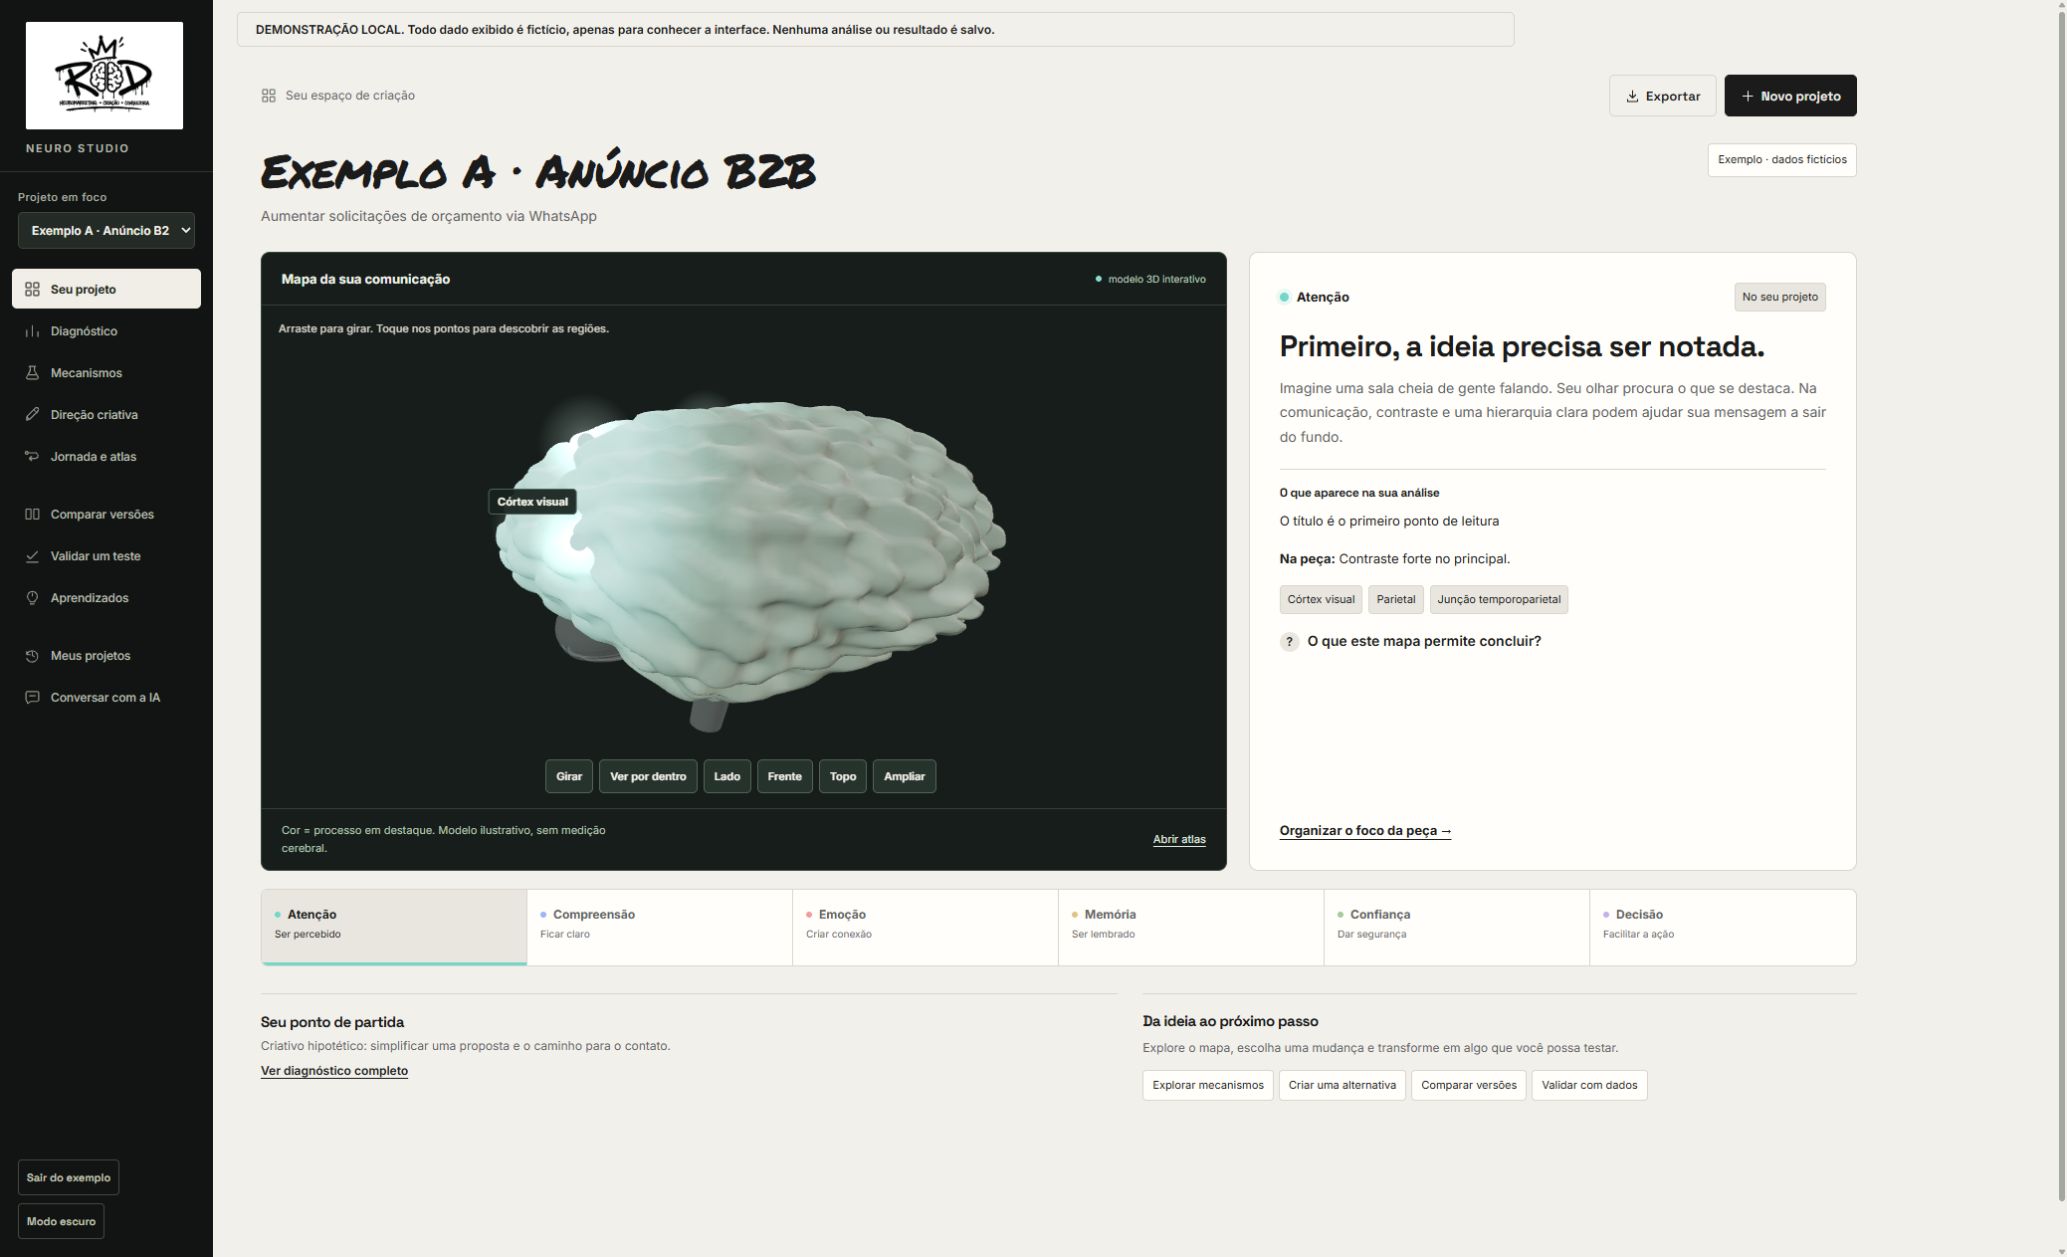 ROD
NEUROMARKETING • CRIAÇÃO • CONSULTORIA
NEURO STUDIO
Projeto em foco
Exemplo A · Anúncio B2
Seu projeto
Diagnóstico
Mecanismos
Direção criativa
Jornada e atlas
Comparar versões
Validar um teste
Aprendizados
Meus projetos
Conversar com a IA
Sair do exemplo
Modo escuro
DEMONSTRAÇÃO LOCAL. Todo dado exibido é fictício, apenas para conhecer a interface. Nenhuma análise ou resultado é salvo.
Seu espaço de criação
Exportar
+ Novo projeto
Exemplo A · Anúncio B2B
Exemplo · dados fictícios
Aumentar solicitações de orçamento via WhatsApp
Mapa da sua comunicação
modelo 3D interativo
Arraste para girar. Toque nos pontos para descobrir as regiões.
Córtex visual
Girar
Ver por dentro
Lado
Frente
Topo
Ampliar
Cor = processo em destaque. Modelo ilustrativo, sem medição
cerebral.
Abrir atlas
Atenção
No seu projeto
Primeiro, a ideia precisa ser notada.
Imagine uma sala cheia de gente falando. Seu olhar procura o que se destaca. Na
comunicação, contraste e uma hierarquia clara podem ajudar sua mensagem a sair
do fundo.
O que aparece na sua análise
O título é o primeiro ponto de leitura
Na peça: Contraste forte no principal.
Córtex visual
Parietal
Junção temporoparietal
? O que este mapa permite concluir?
Organizar o foco da peça →
Atenção
Ser percebido
Compreensão
Ficar claro
Emoção
Criar conexão
Memória
Ser lembrado
Confiança
Dar segurança
Decisão
Facilitar a ação
Seu ponto de partida
Criativo hipotético: simplificar uma proposta e o caminho para o contato.
Ver diagnóstico completo
Da ideia ao próximo passo
Explore o mapa, escolha uma mudança e transforme em algo que você possa testar.
Explorar mecanismos
Criar uma alternativa
Comparar versões
Validar com dados